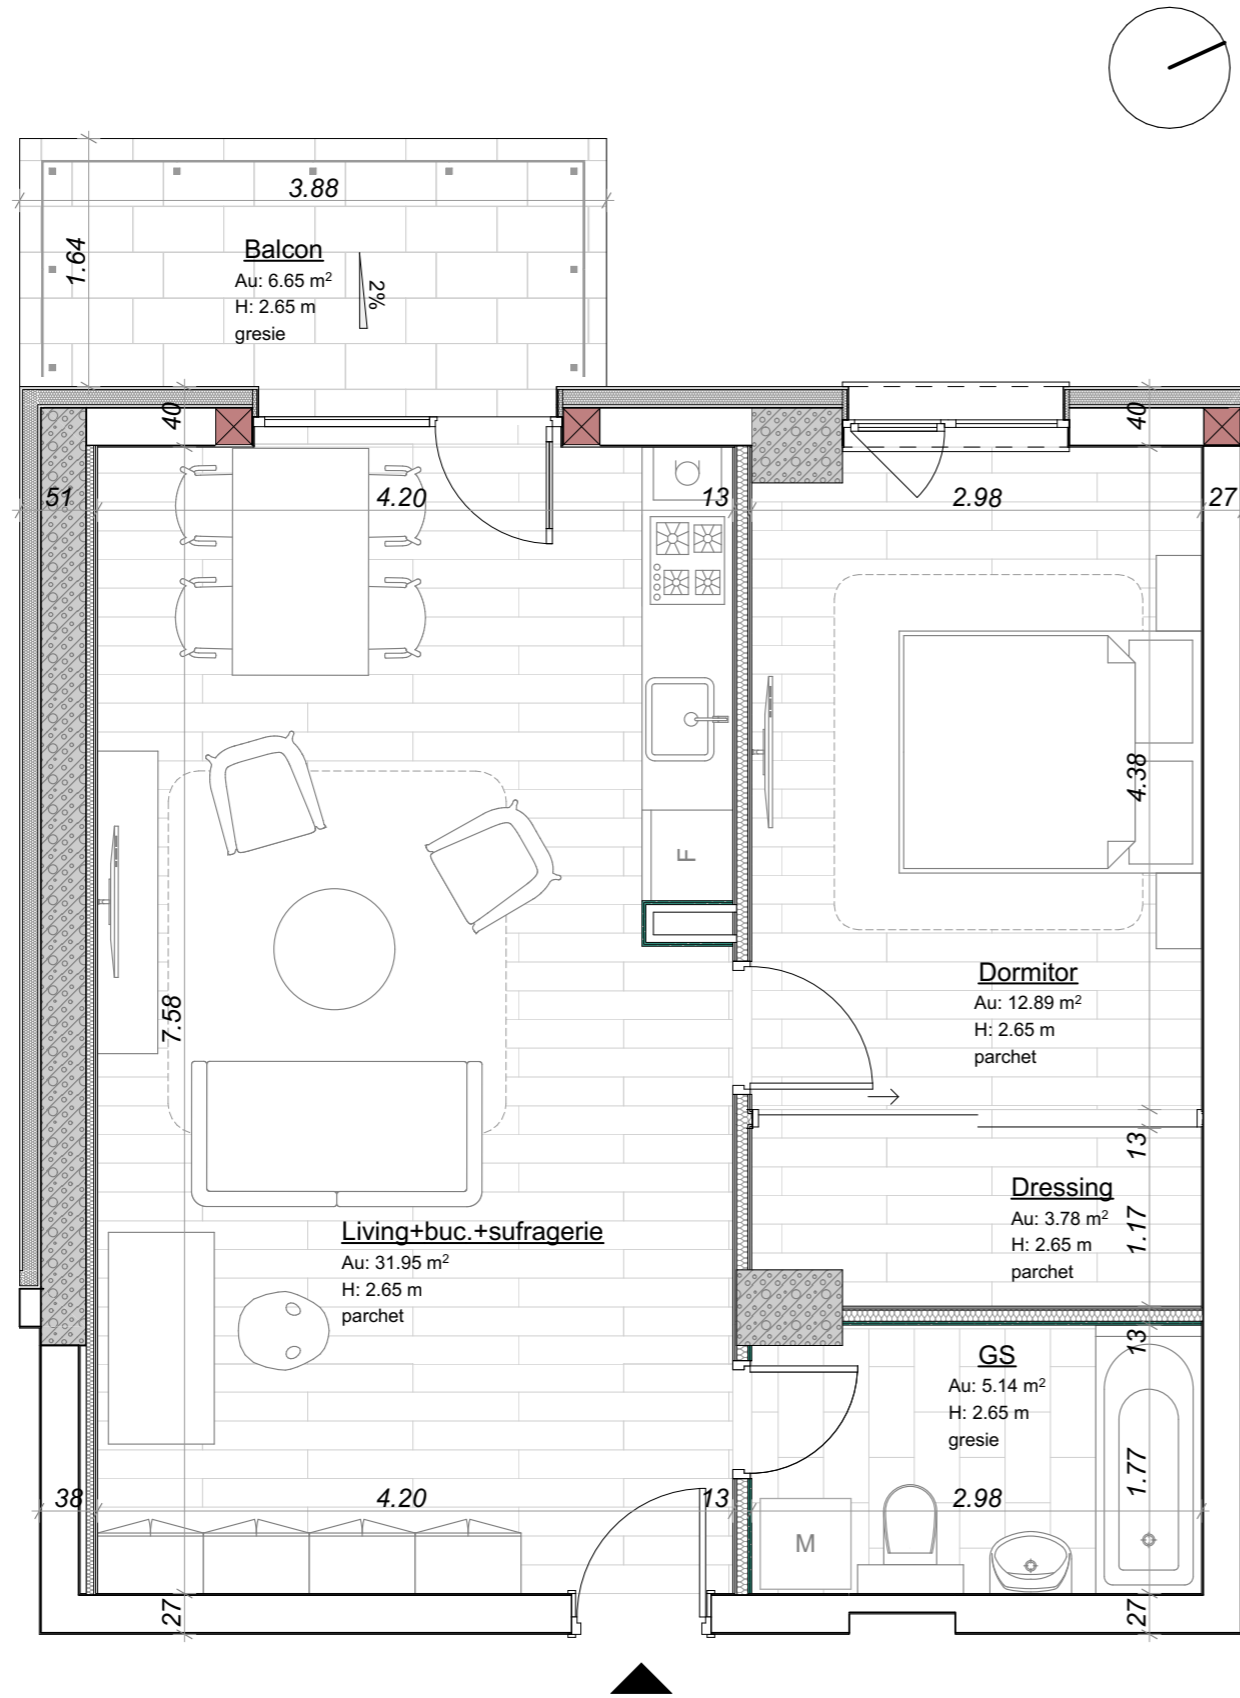 3.88
1.64
Balcon
Au: 6.65 m²
H: 2.65 m
gresie
2%
40
40
51
4.20
13
2.98
27
4.38
F
7.58
Dormitor
Au: 12.89 m²
H: 2.65 m
parchet
13
Dressing
Au: 3.78 m²
H: 2.65 m
parchet
1.17
Living+buc.+sufragerie
Au: 31.95 m²
H: 2.65 m
parchet
13
GS
Au: 5.14 m²
H: 2.65 m
gresie
1.77
38
4.20
13
2.98
M
27
27